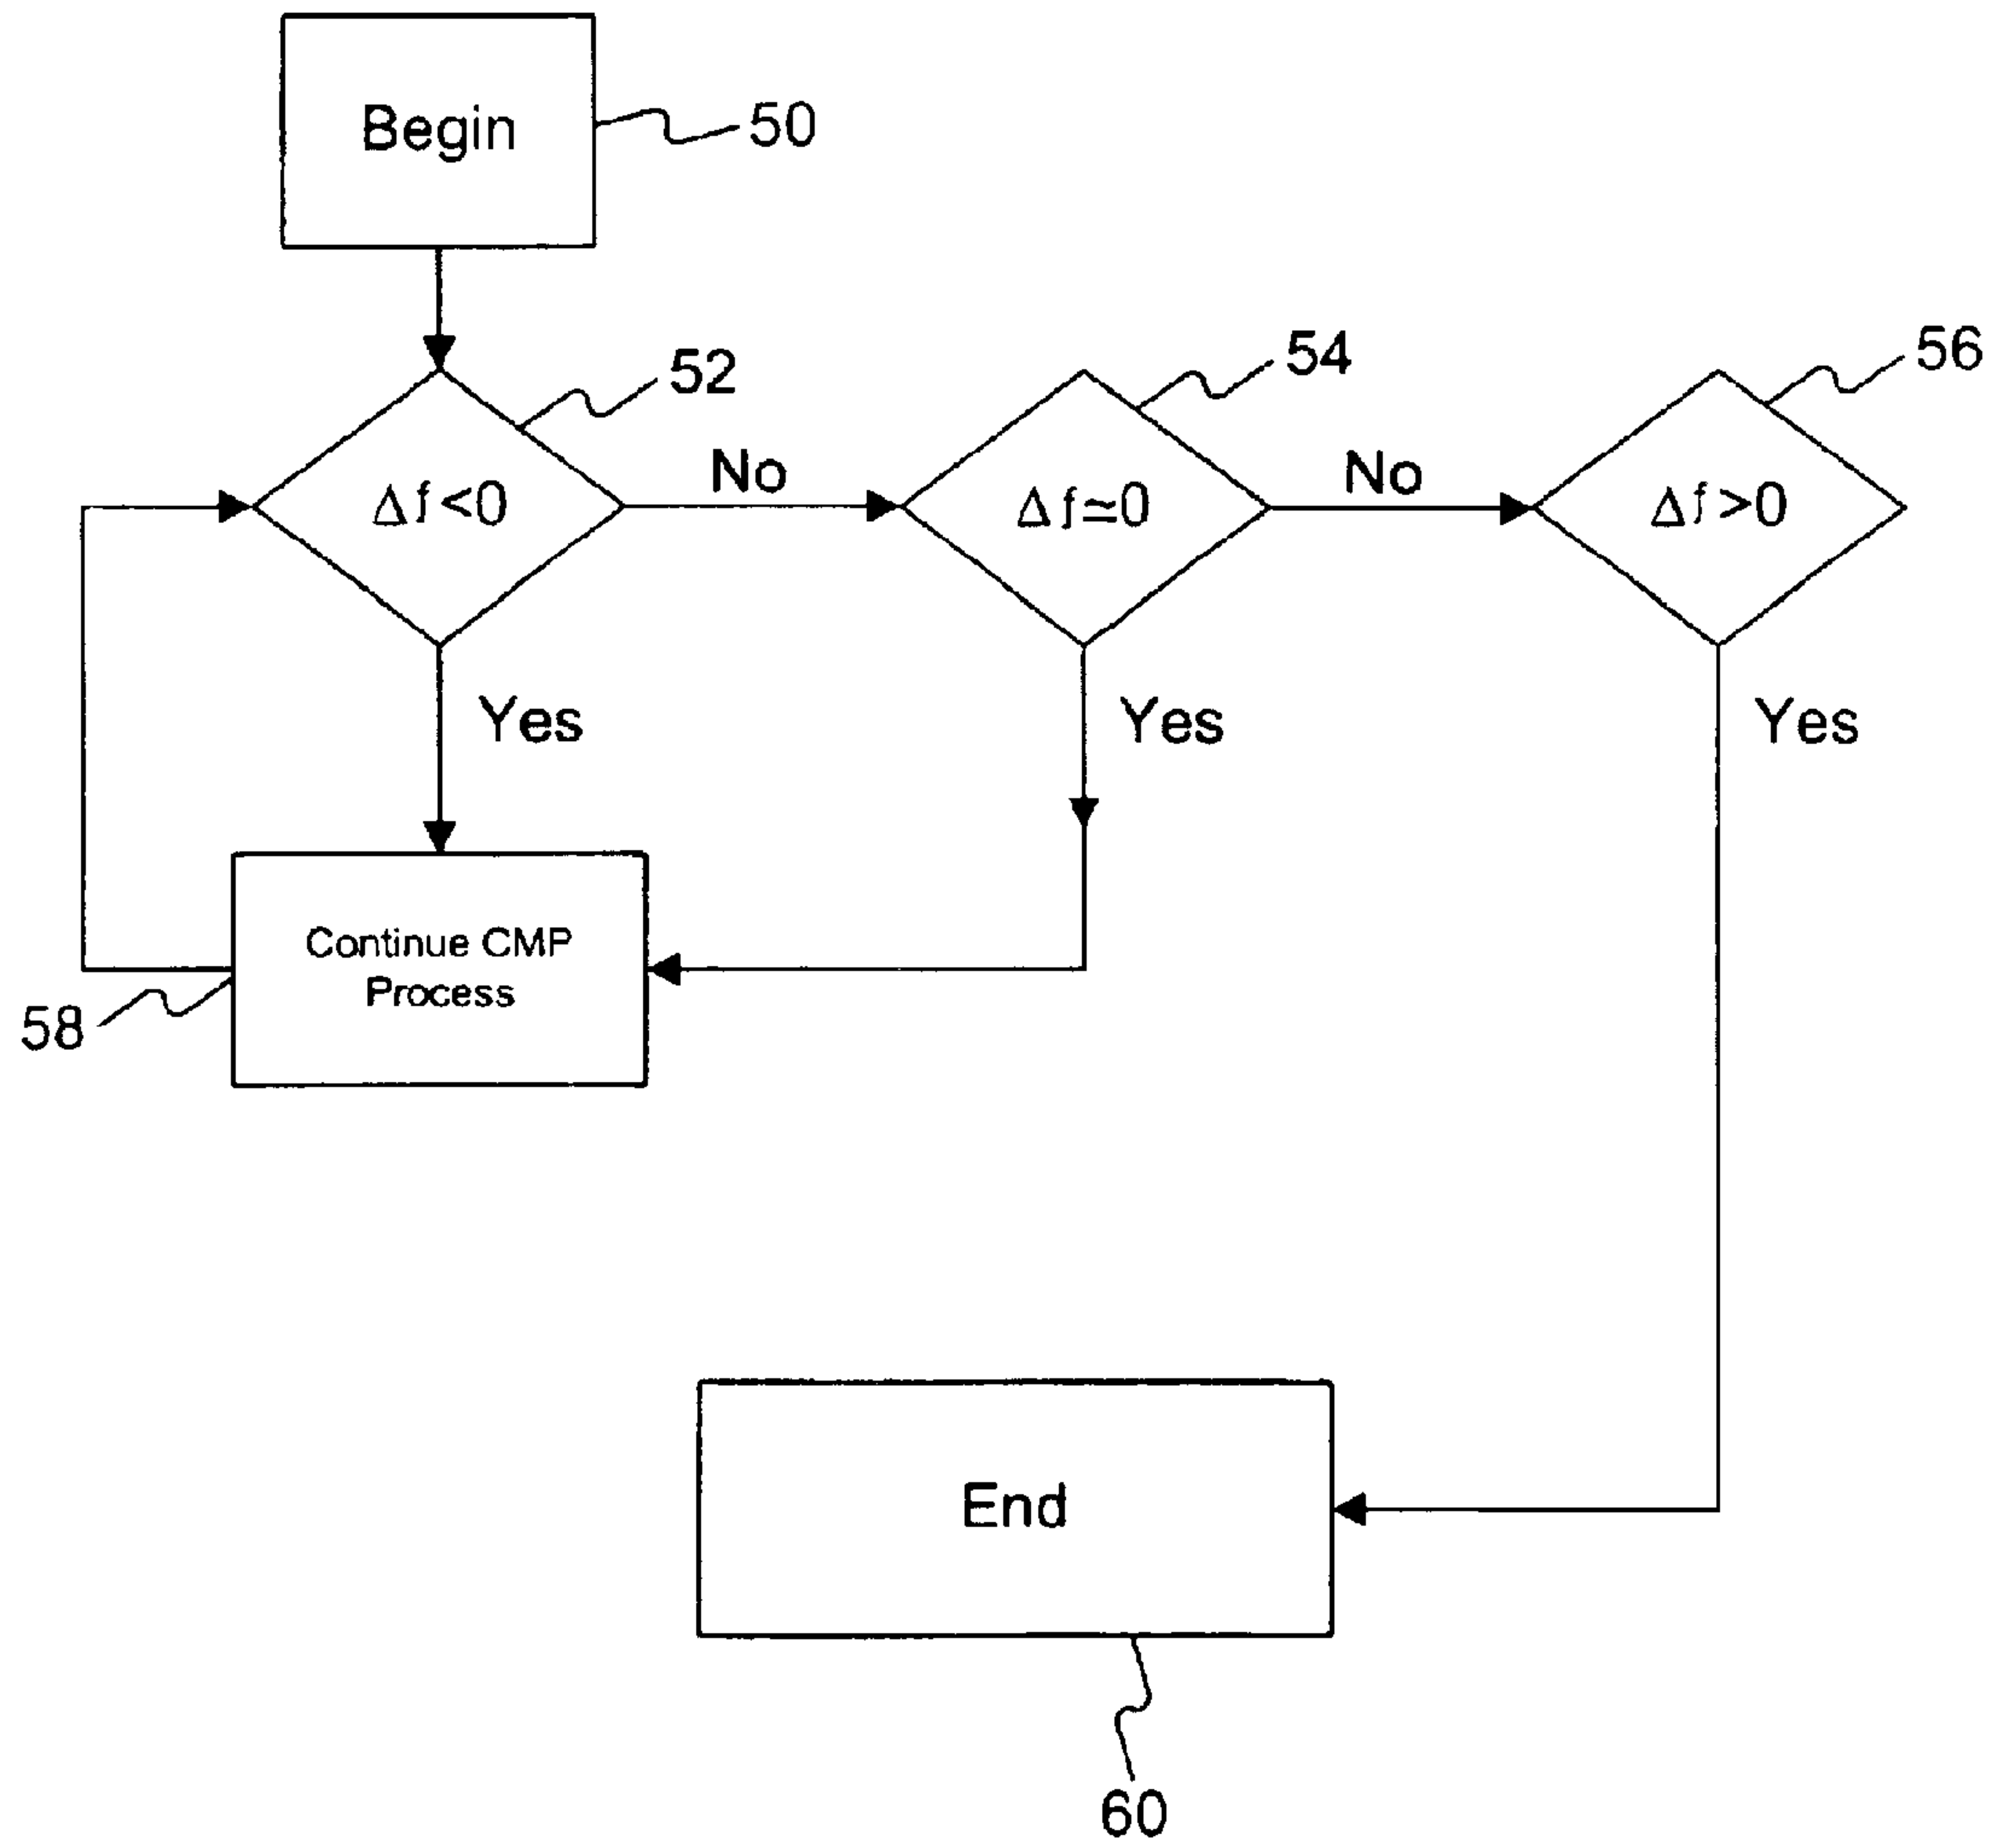 Begin
50
52
54
56
Δf<0
No
Δf≃0
No
Δf>0
Yes
Yes
Yes
Continue CMP
Process
58
End
60